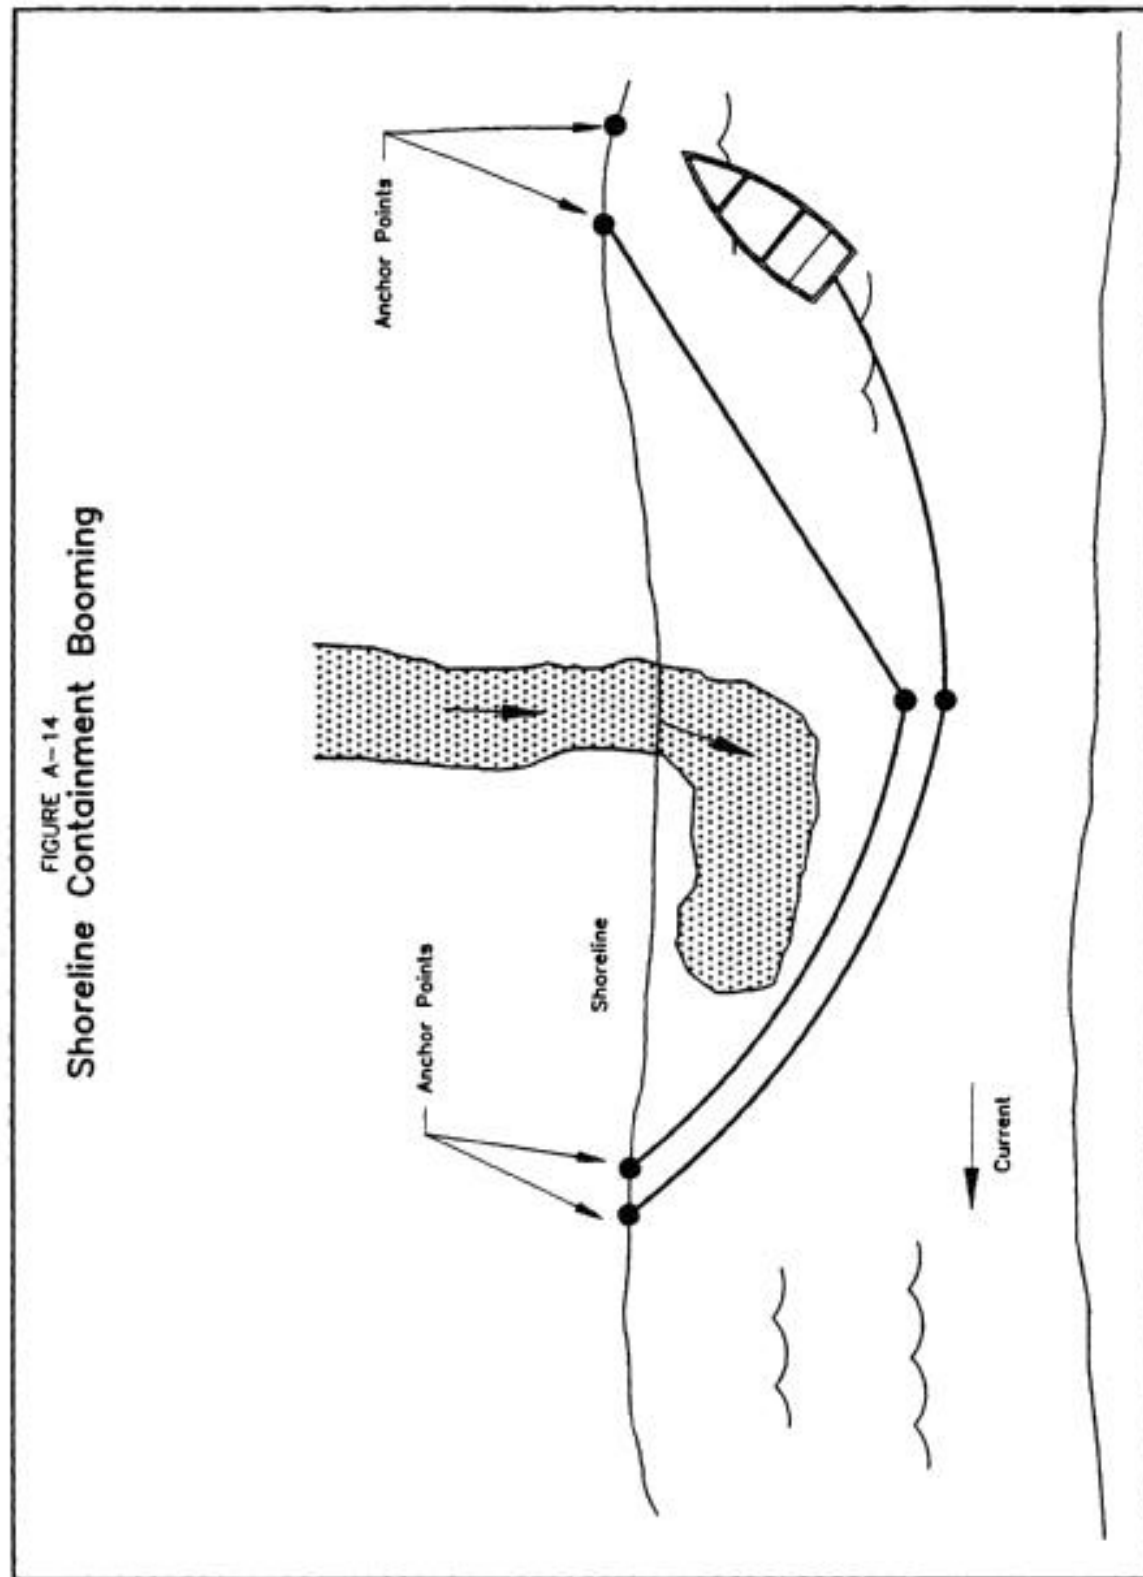 FIGURE A-14
Shoreline Containment Booming
Anchor Points
Anchor Points
Shoreline
Current